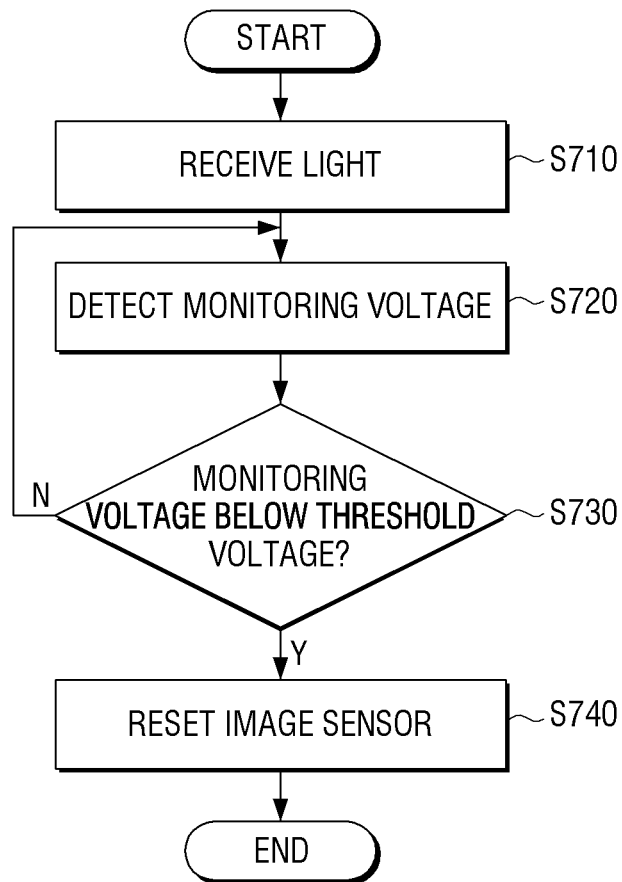 START
RECEIVE LIGHT
S710
DETECT MONITORING VOLTAGE
S720
MONITORING
VOLTAGE BELOW THRESHOLD
VOLTAGE?
S730
N
Y
RESET IMAGE SENSOR
S740
END